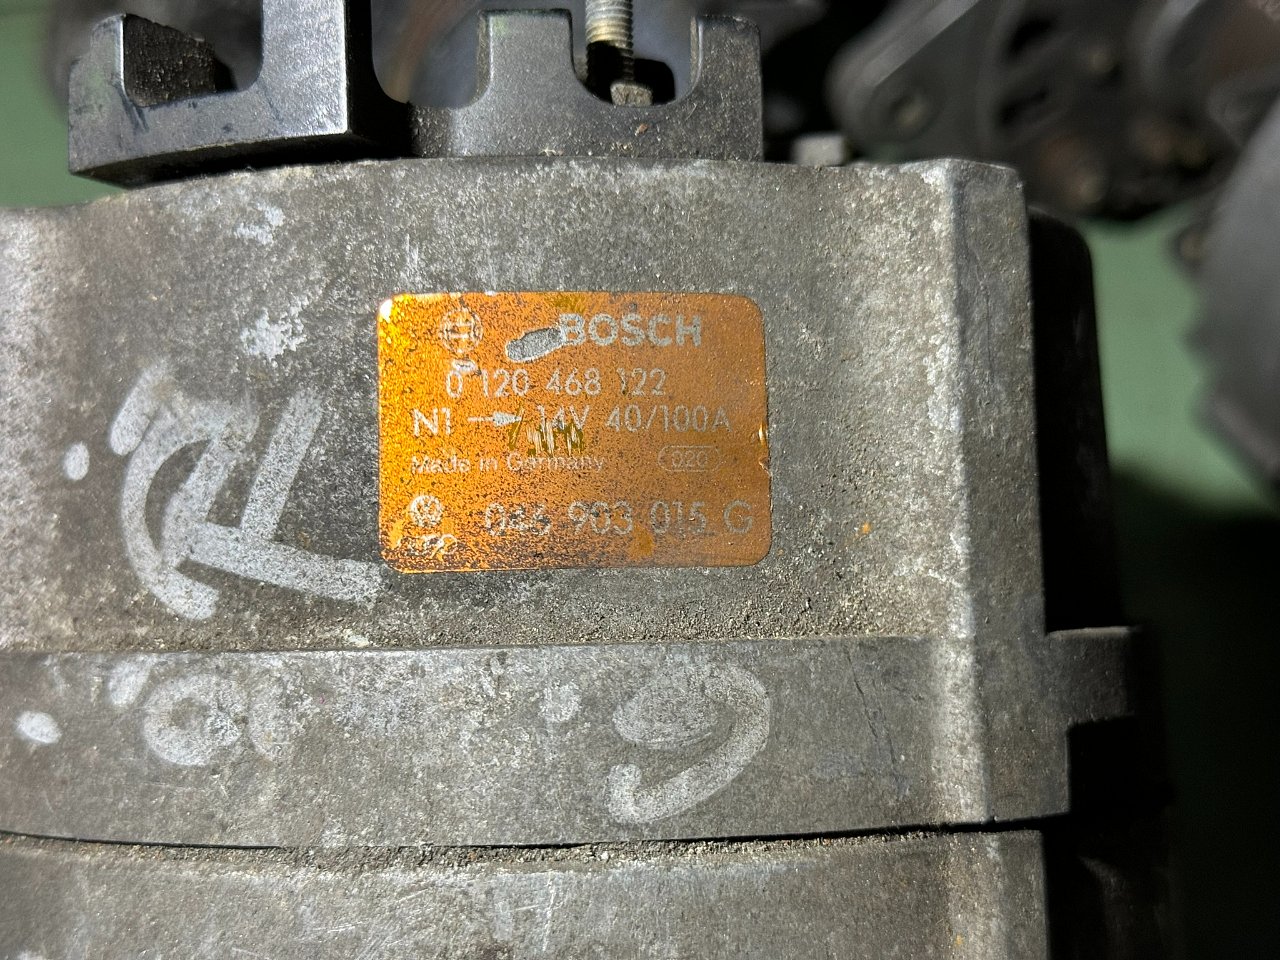 BOSCH
0 120 468 122
N1 → 14V 40/100A
Made in Germany 020
046 903 015 G